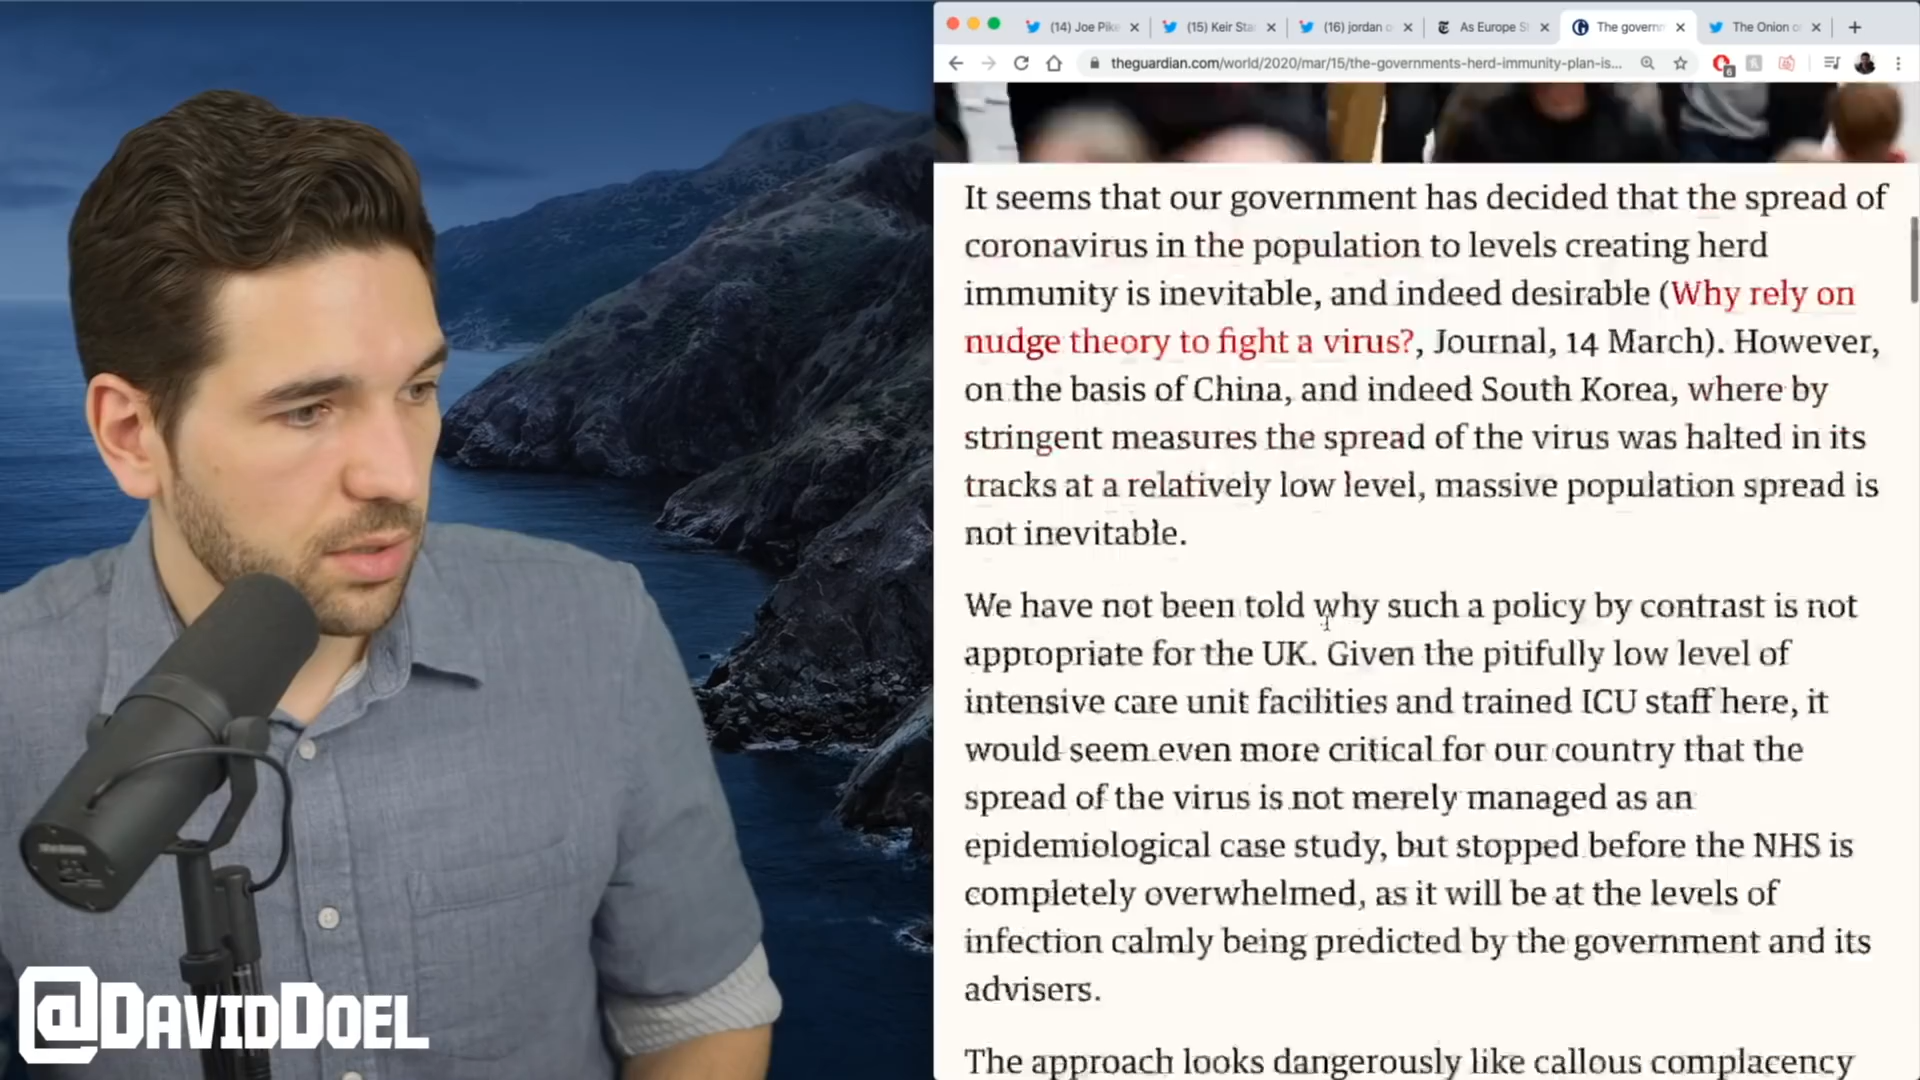 (14) Joe Pike
(15) Keir Sta
(16) jordan
As Europe S
The governm
The Onion
theguardian.com/world/2020/mar/15/the-governments-herd-immunity-plan-is...
6
It seems that our government has decided that the spread of
coronavirus in the population to levels creating herd
immunity is inevitable, and indeed desirable (Why rely on
nudge theory to fight a virus?, Journal, 14 March). However,
on the basis of China, and indeed South Korea, where by
stringent measures the spread of the virus was halted in its
tracks at a relatively low level, massive population spread is
not inevitable.
We have not been told why such a policy by contrast is not
appropriate for the UK. Given the pitifully low level of
intensive care unit facilities and trained ICU staff here, it
would seem even more critical for our country that the
spread of the virus is not merely managed as an
epidemiological case study, but stopped before the NHS is
completely overwhelmed, as it will be at the levels of
infection calmly being predicted by the government and its
advisers.
The approach looks dangerously like callous complacency
@DAVIDDOEL